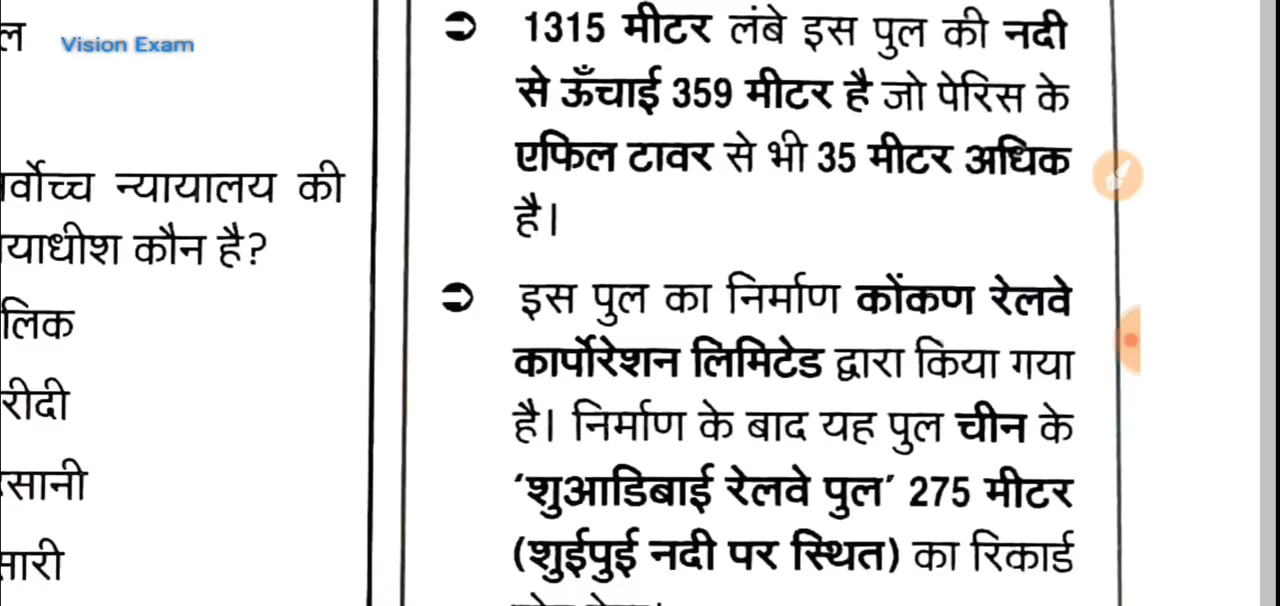 ल
Vision Exam
र्वोच्च न्यायालय की
याधीश कौन है?
लिक
रीदी
सानी
सारी
➲ 1315 मीटर लंबे इस पुल की नदी
से ऊँचाई 359 मीटर है जो पेरिस के
एफिल टावर से भी 35 मीटर अधिक
है।
➲ इस पुल का निर्माण कोंकण रेलवे
कार्पोरेशन लिमिटेड द्वारा किया गया
है। निर्माण के बाद यह पुल चीन के
‘शुआडिबाई रेलवे पुल’ 275 मीटर
(शुईपुई नदी पर स्थित) का रिकार्ड